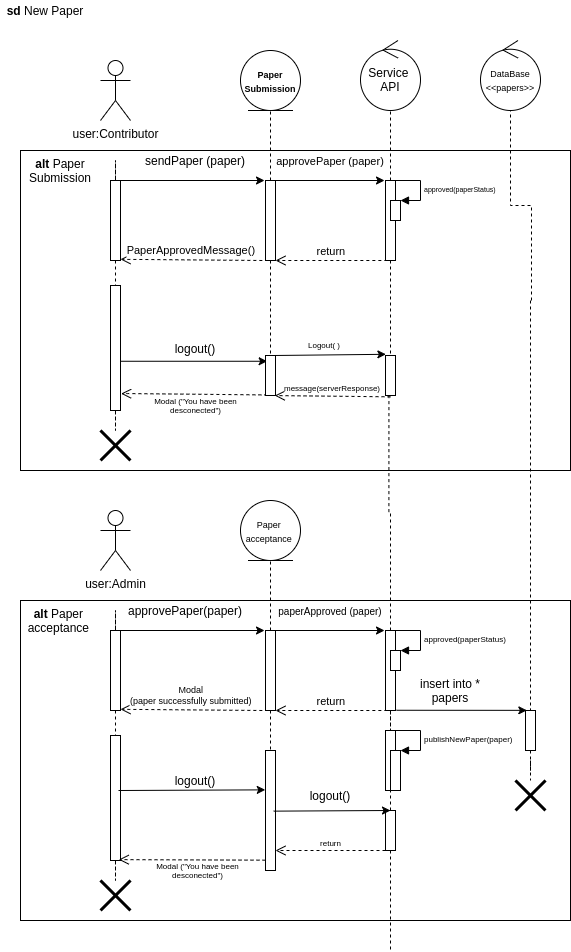 sd New Paper
Paper
Submission
Service
API
DataBase
<<papers>>
user:Contributor
alt Paper
Submission
sendPaper (paper)
approvePaper (paper)
approved(paperStatus)
PaperApprovedMessage()
return
logout()
Logout( )
message(serverResponse)
Modal ("You have been
desconected")
Paper
acceptance
user:Admin
alt Paper
acceptance
approvePaper(paper)
paperApproved (paper)
approved(paperStatus)
Modal
(paper successfully submitted)
return
insert into *
papers
publishNewPaper(paper)
logout()
logout()
return
Modal ("You have been
desconected")